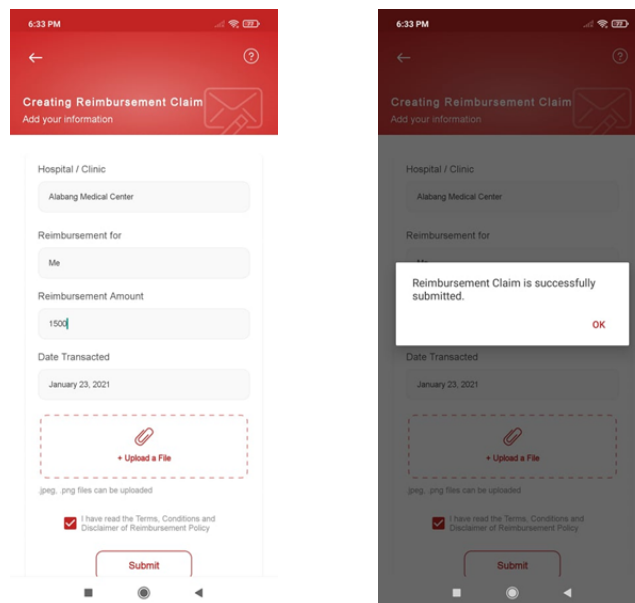 6:33 PM
77
?
Creating Reimbursement Claim
Add your information
Hospital / Clinic
Alabang Medical Center
Reimbursement for
Me
Reimbursement Amount
1500
Date Transacted
January 23, 2021
+ Upload a File
.jpeg, .png files can be uploaded
I have read the Terms, Conditions and
Disclaimer of Reimbursement Policy
Submit
6:33 PM
77
?
Creating Reimbursement Claim
Add your information
Hospital / Clinic
Alabang Medical Center
Reimbursement for
Reimbursement Claim is successfully
submitted.
OK
Date Transacted
January 23, 2021
+ Upload a File
.jpeg, .png files can be uploaded
I have read the Terms, Conditions and
Disclaimer of Reimbursement Policy
Submit